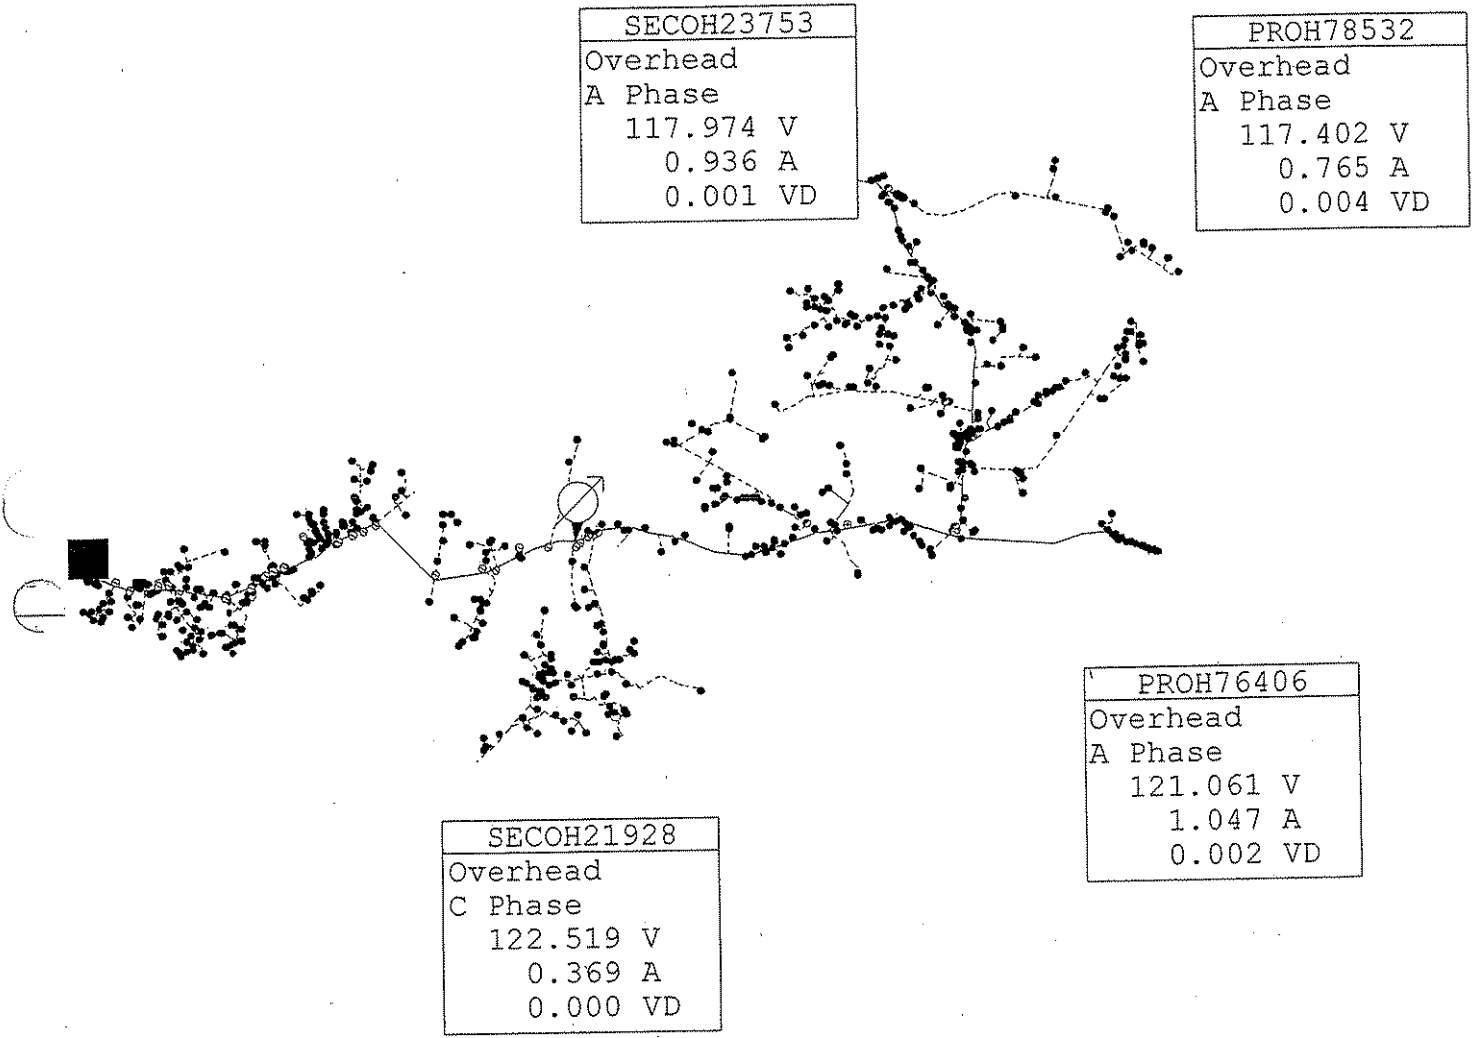 SECOH23753
Overhead
A Phase
117.974 V
0.936 A
0.001 VD
PROH78532
Overhead
A Phase
117.402 V
0.765 A
0.004 VD
PROH76406
Overhead
A Phase
121.061 V
1.047 A
0.002 VD
SECOH21928
Overhead
C Phase
122.519 V
0.369 A
0.000 VD